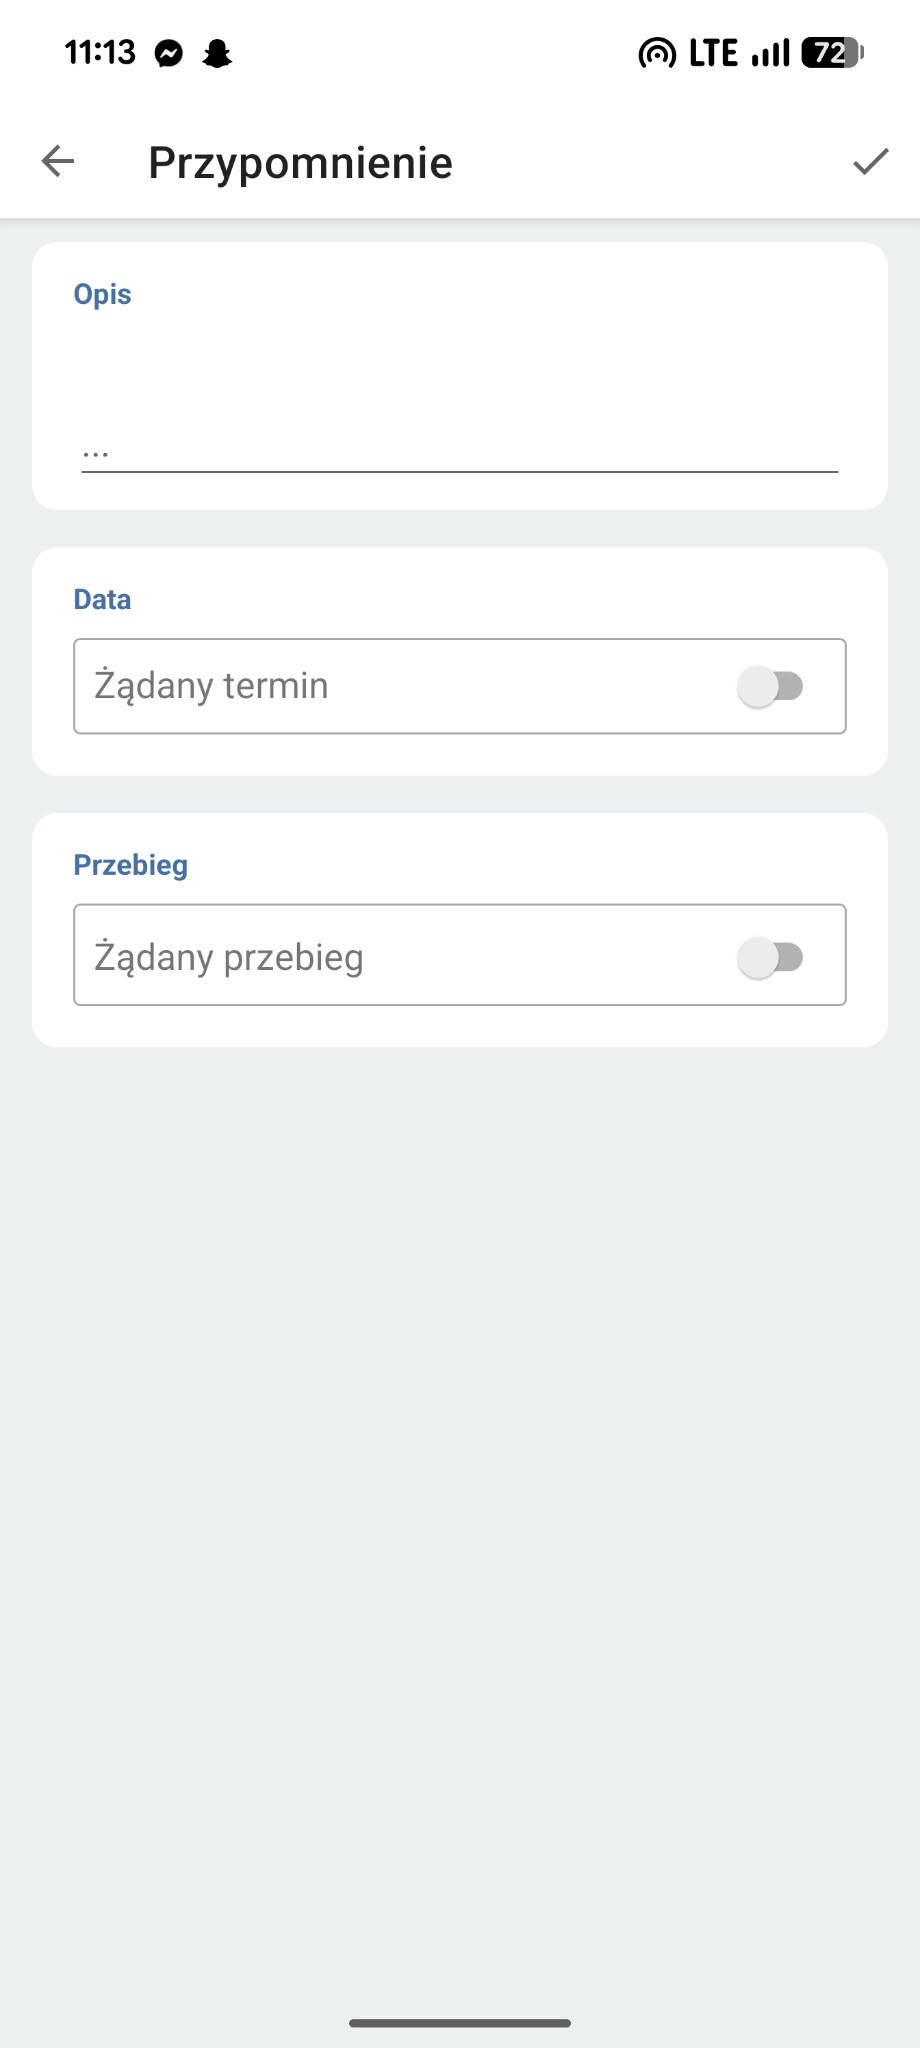 11:13 LTE 72
Przypomnienie
Opis
...
Data
Żądany termin
Przebieg
Żądany przebieg